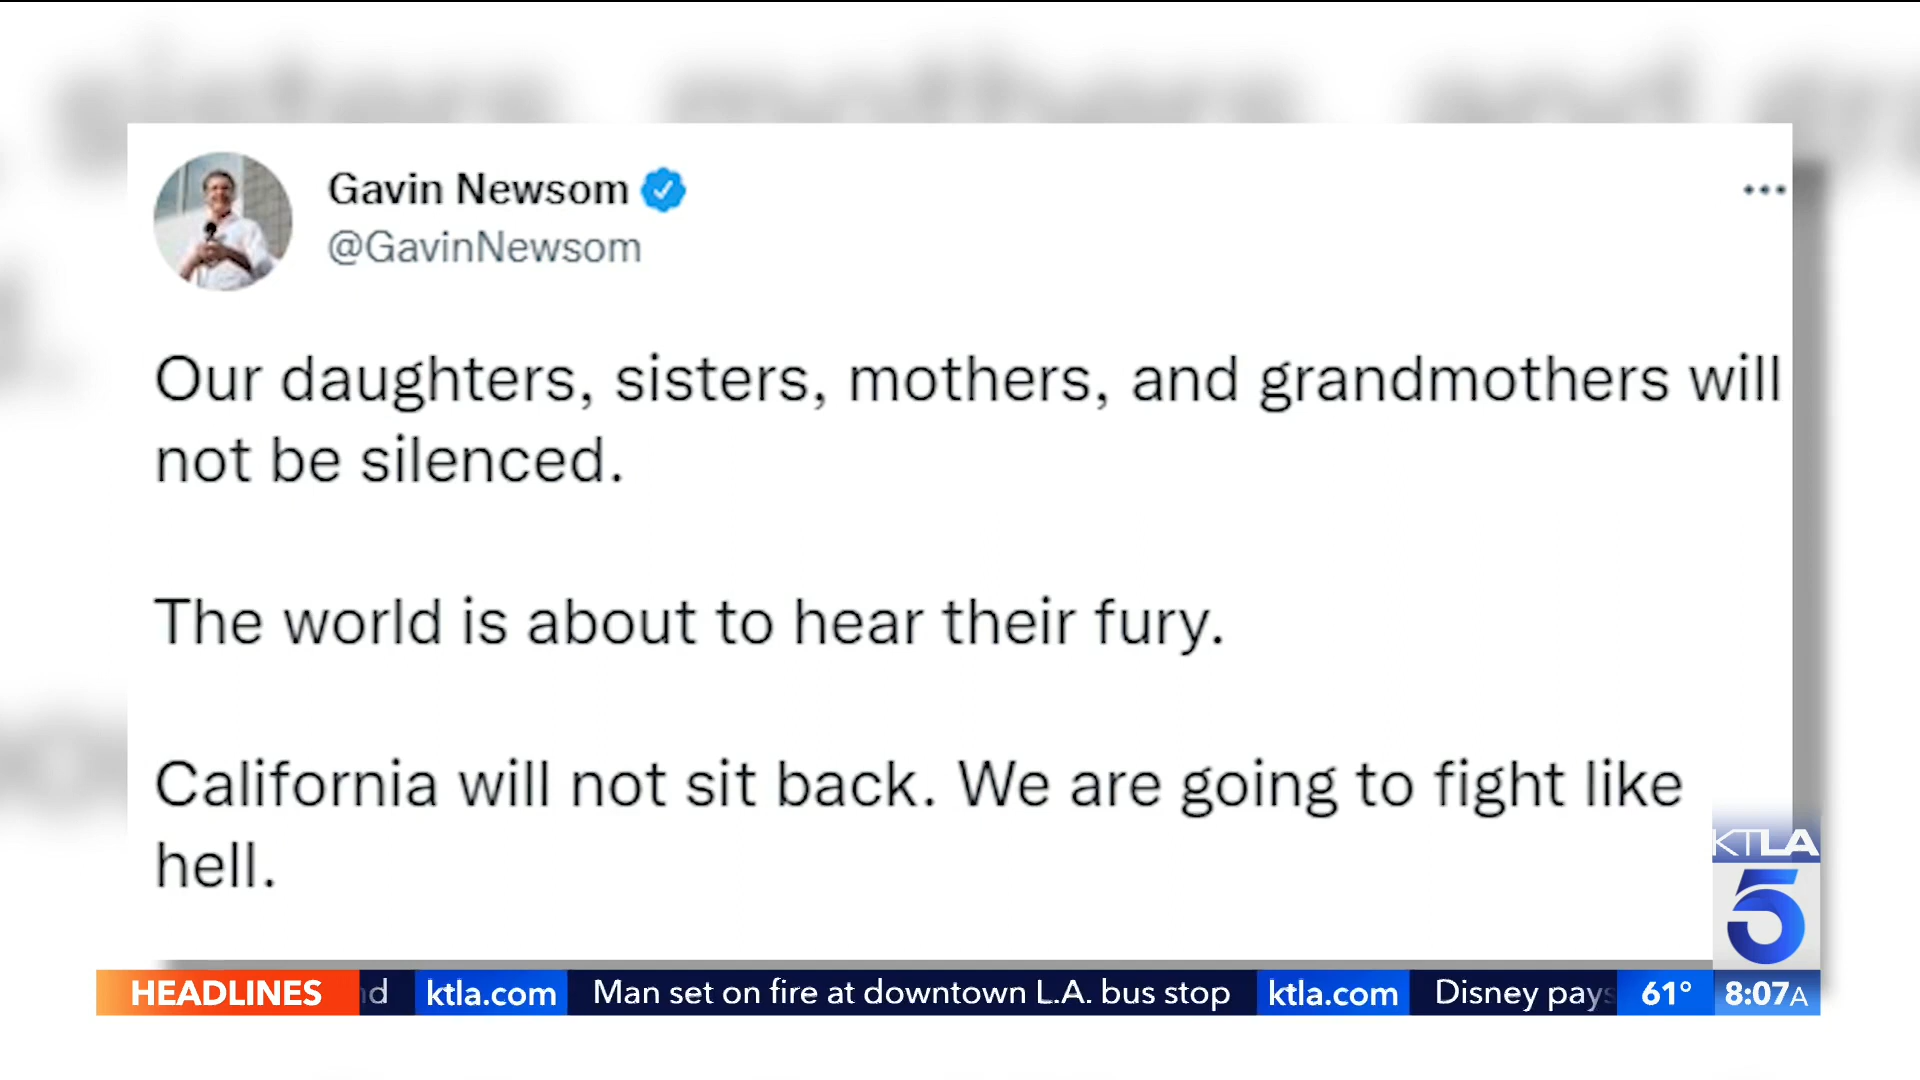 Gavin Newsom
@GavinNewsom
Our daughters, sisters, mothers, and grandmothers will
not be silenced.
The world is about to hear their fury.
California will not sit back. We are going to fight like
hell.
KTLA
5
HEADLINES ktla.com Man set on fire at downtown L.A. bus stop ktla.com Disney pays 61° 8:07A